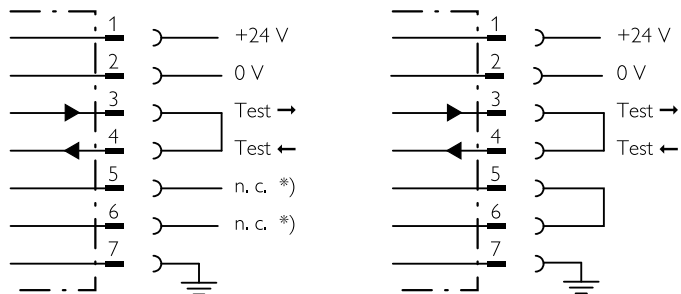 1 +24 V
2 0 V
3 Test →
4 Test ←
5 n. c. *)
6 n. c. *)
7
1 +24 V
2 0 V
3 Test →
4 Test ←
5
6
7